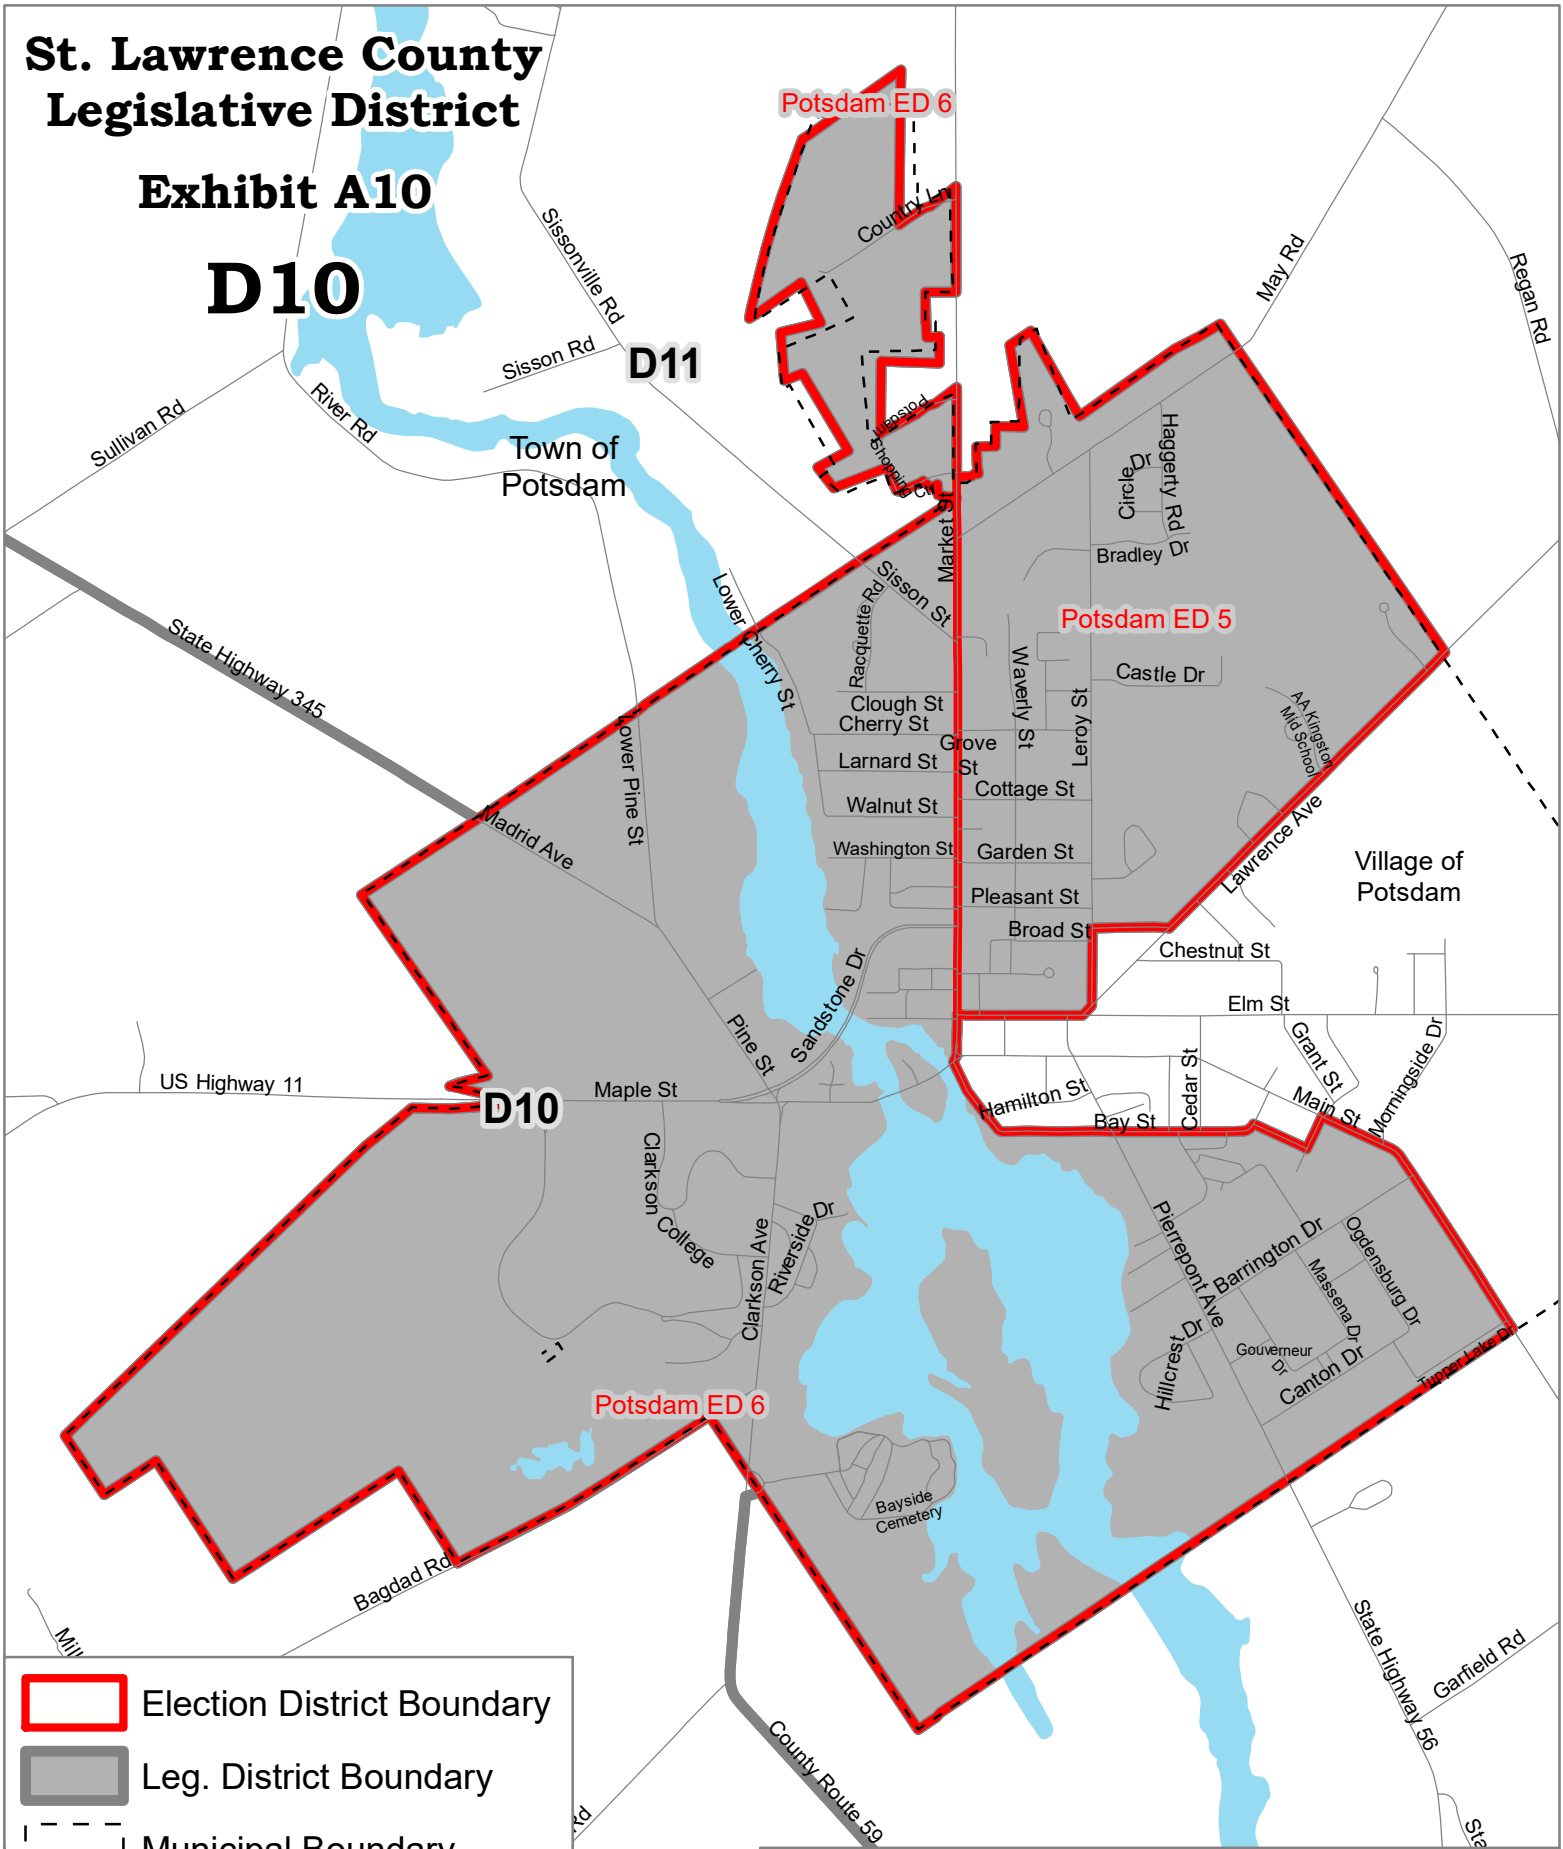 St. Lawrence County
Legislative District
Exhibit A10
D10
Potsdam ED 6
Country Ln
Sissonville Rd
May Rd
Regan Rd
Sisson Rd
D11
Sullivan Rd
River Rd
Town of
Potsdam
Potsdam
Shopping Ct
Market St
Circle
Dr
Haggerty Rd
Bradley Dr
Lower Cherry St
Sisson St
Racquette Rd
Potsdam ED 5
State Highway 345
Waverly St
Castle Dr
Clough St
Cherry St
Leroy St
AA Kingston
Mid School
Lower Pine St
Grove
St
Larnard St
Cottage St
Walnut St
Madrid Ave
Lawrence Ave
Washington St
Garden St
Village of
Potsdam
Pleasant St
Broad St
Chestnut St
Sandstone Dr
Elm St
Pine St
Grant St
Morningside Dr
US Highway 11
Maple St
D10
Hamilton St
Cedar St
Main St
Bay St
Clarkson
College
Clarkson Ave
Riverside Dr
Pierrepont Ave
Barrington Dr
Ogdensburg Dr
Massena Dr
Hillcrest Dr
Gouverneur
Dr
Canton Dr
Tupper Lake Dr
Potsdam ED 6
Bayside
Cemetery
Bagdad Rd
Mill
State Highway 56
Garfield Rd
County Route 59
Rd
Sta
Election District Boundary
Leg. District Boundary
Municipal Boundary